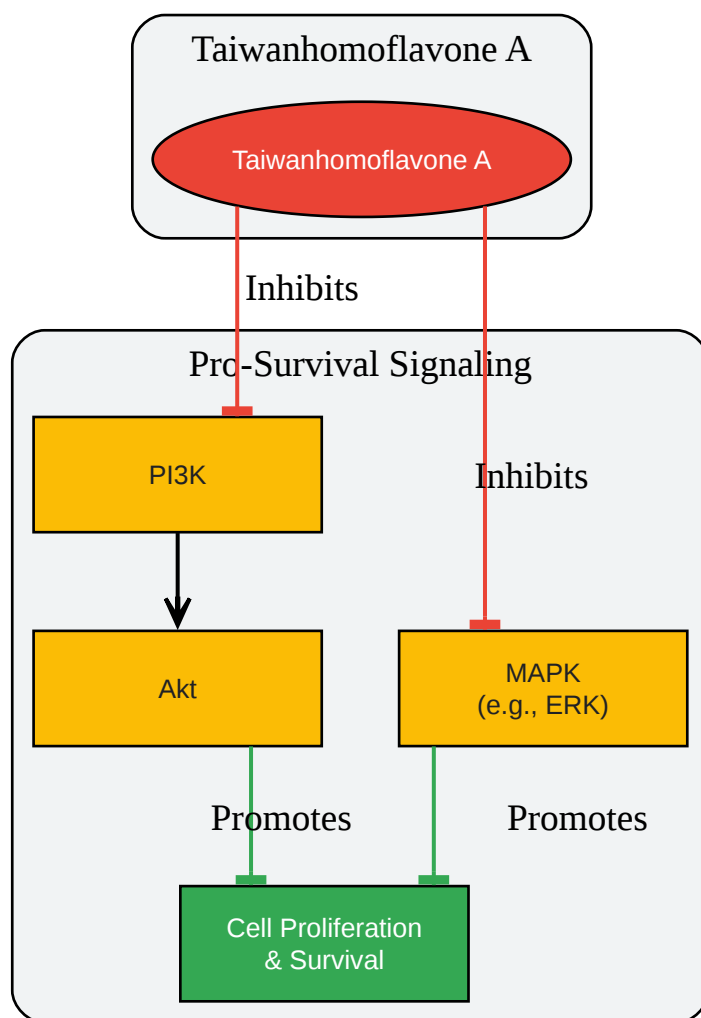 Taiwanhomoflavone A
Taiwanhomoflavone A
Inhibits
Pro-Survival Signaling
PI3K
Inhibits
Akt
MAPK
(e.g., ERK)
Promotes
Promotes
Cell Proliferation
& Survival